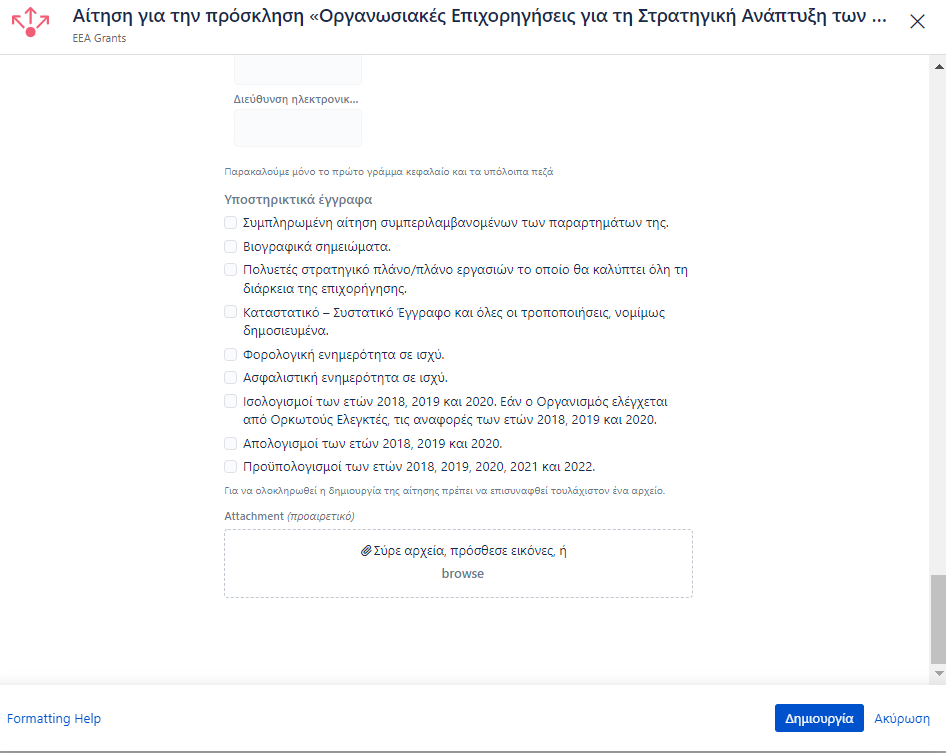 Αίτηση για την πρόσκληση «Οργανωσιακές Επιχορηγήσεις για τη Στρατηγική Ανάπτυξη των ...
EEA Grants
Διεύθυνση ηλεκτρονικ...
Παρακαλούμε μόνο το πρώτο γράμμα κεφαλαίο και τα υπόλοιπα πεζά
Υποστηρικτικά έγγραφα
Συμπληρωμένη αίτηση συμπεριλαμβανομένων των παραρτημάτων της.
Βιογραφικά σημειώματα.
Πολυετές στρατηγικό πλάνο/πλάνο εργασιών το οποίο θα καλύπτει όλη τη
διάρκεια της επιχορήγησης.
Καταστατικό – Συστατικό Έγγραφο και όλες οι τροποποιήσεις, νομίμως
δημοσιευμένα.
Φορολογική ενημερότητα σε ισχύ.
Ασφαλιστική ενημερότητα σε ισχύ.
Ισολογισμοί των ετών 2018, 2019 και 2020. Εάν ο Οργανισμός ελέγχεται
από Ορκωτούς Ελεγκτές, τις αναφορές των ετών 2018, 2019 και 2020.
Απολογισμοί των ετών 2018, 2019 και 2020.
Προϋπολογισμοί των ετών 2018, 2019, 2020, 2021 και 2022.
Για να ολοκληρωθεί η δημιουργία της αίτησης πρέπει να επισυναφθεί τουλάχιστον ένα αρχείο.
Attachment (προαιρετικό)
Σύρε αρχεία, πρόσθεσε εικόνες, ή
browse
Formatting Help
Δημιουργία
Ακύρωση